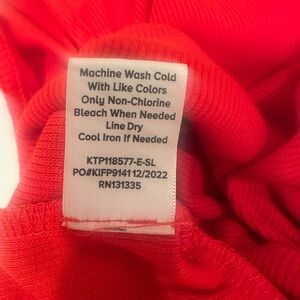 Machine Wash Cold
With Like Colors
Only Non-Chlorine
Bleach When Needed
Line Dry
Cool Iron If Needed
KTP118577-E-SL
PO#KIFP914112/2022
RN131335